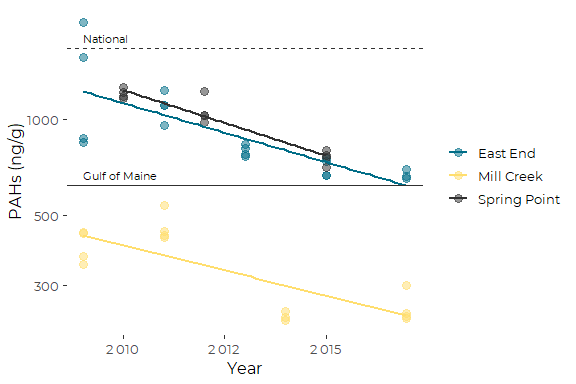 National
Gulf of Maine
PAHs (ng/g)
1000
500
300
2010
2012
2015
Year
East End
Mill Creek
Spring Point